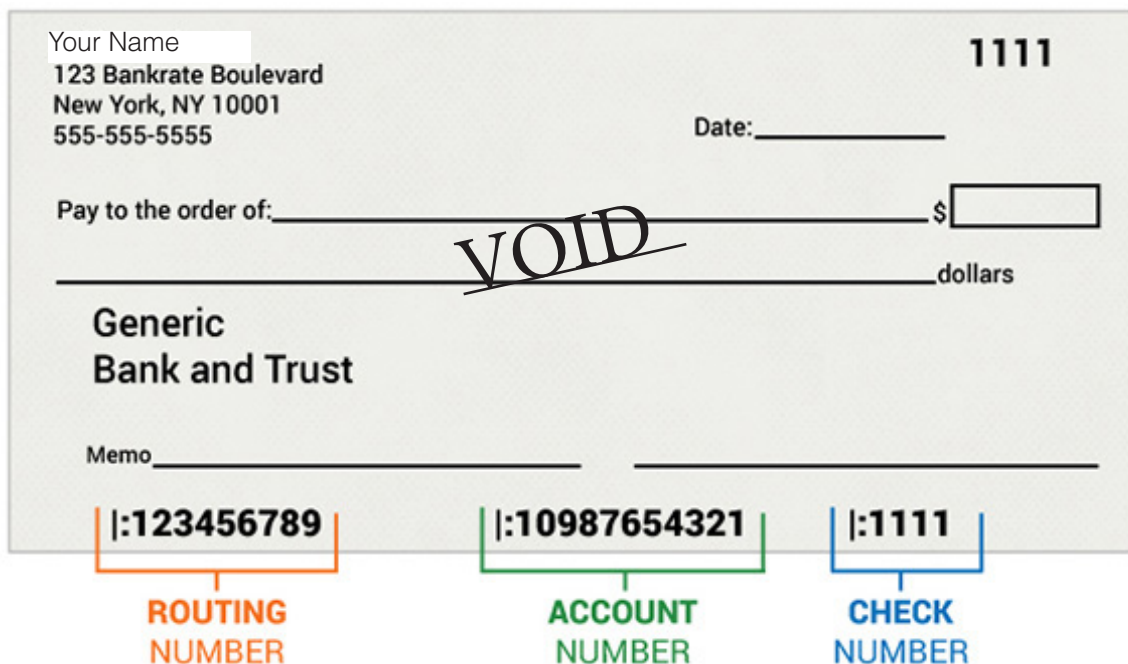 Your Name
1111
123 Bankrate Boulevard
New York, NY 10001
555-555-5555
Date:
Pay to the order of:
$
VOID
dollars
Generic
Bank and Trust
Memo
|:123456789 |:10987654321 |:1111
ROUTING ACCOUNT CHECK
NUMBER NUMBER NUMBER